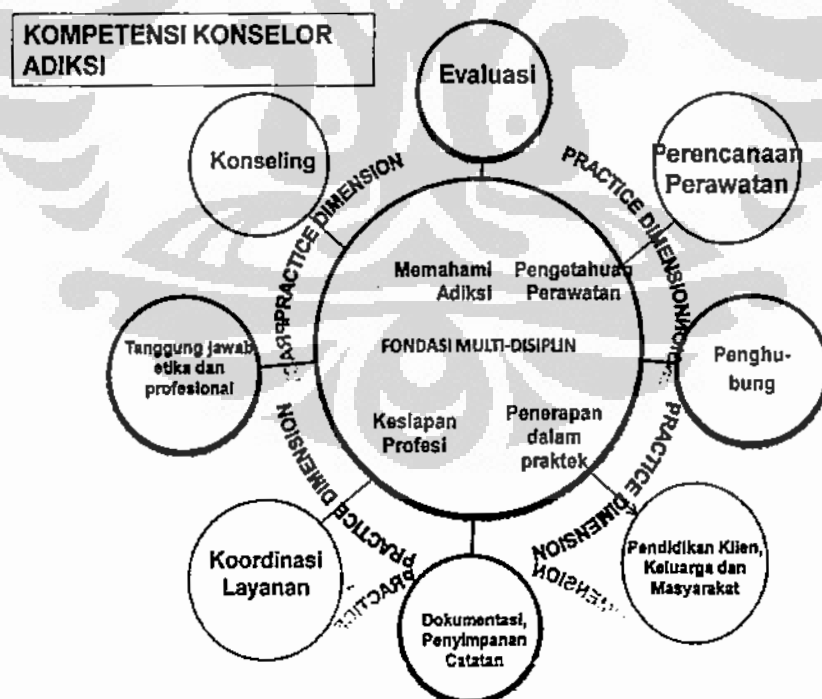 KOMPETENSI KONSELOR
ADIKSI
Evaluasi
Konseling
Perencanaan
Perawatan
PRACTICE DIMENSION
PRACTICE DIMENSION
Memahami
Adiksi
Pengetahuan
Perawatan
Tanggung jawab
etika dan
profesional
FONDASI MULTI-DISIPLIN
Penghu-
bung
Kesiapan
Profesi
Penerapan
dalam
praktek
PRACTICE DIMENSION
PRACTICE DIMENSION
Koordinasi
Layanan
PRACTICE
Dokumentasi,
Penyimpanan
Catatan
Pendidikan Klien,
Keluarga dan
Masyarakat